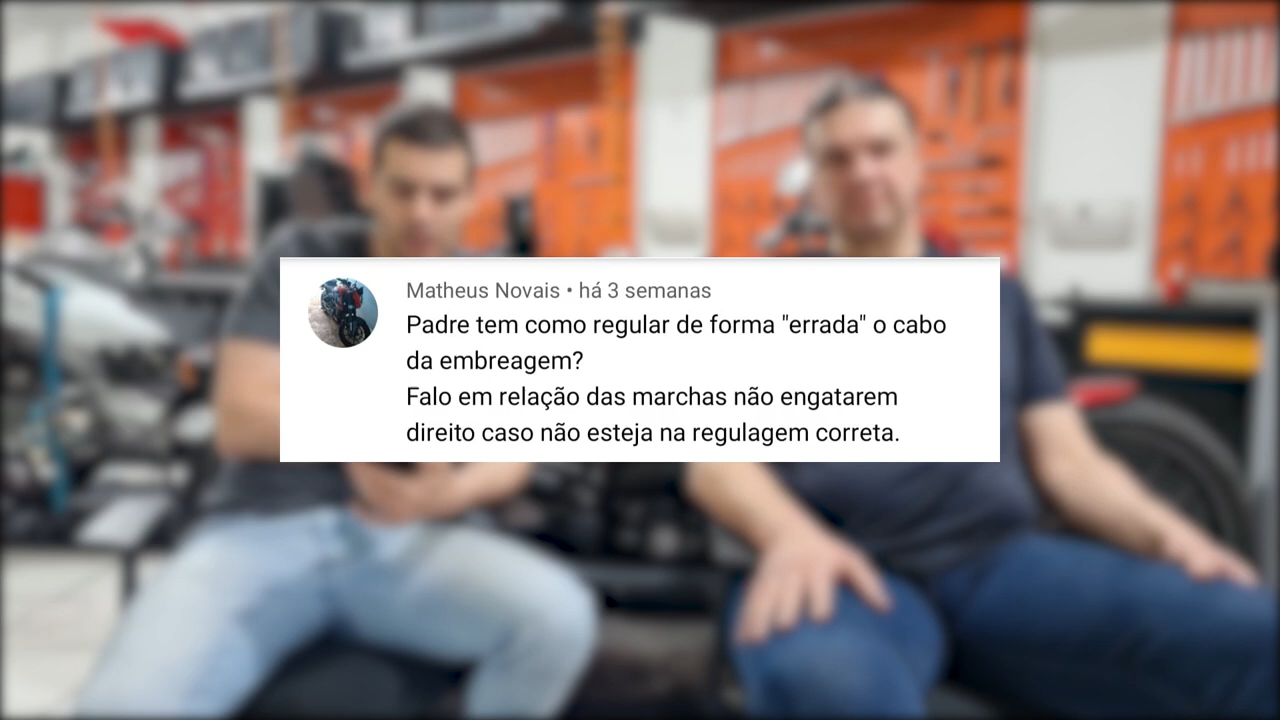 Matheus Novais • há 3 semanas
Padre tem como regular de forma "errada" o cabo
da embreagem?
Falo em relação das marchas não engatarem
direito caso não esteja na regulagem correta.